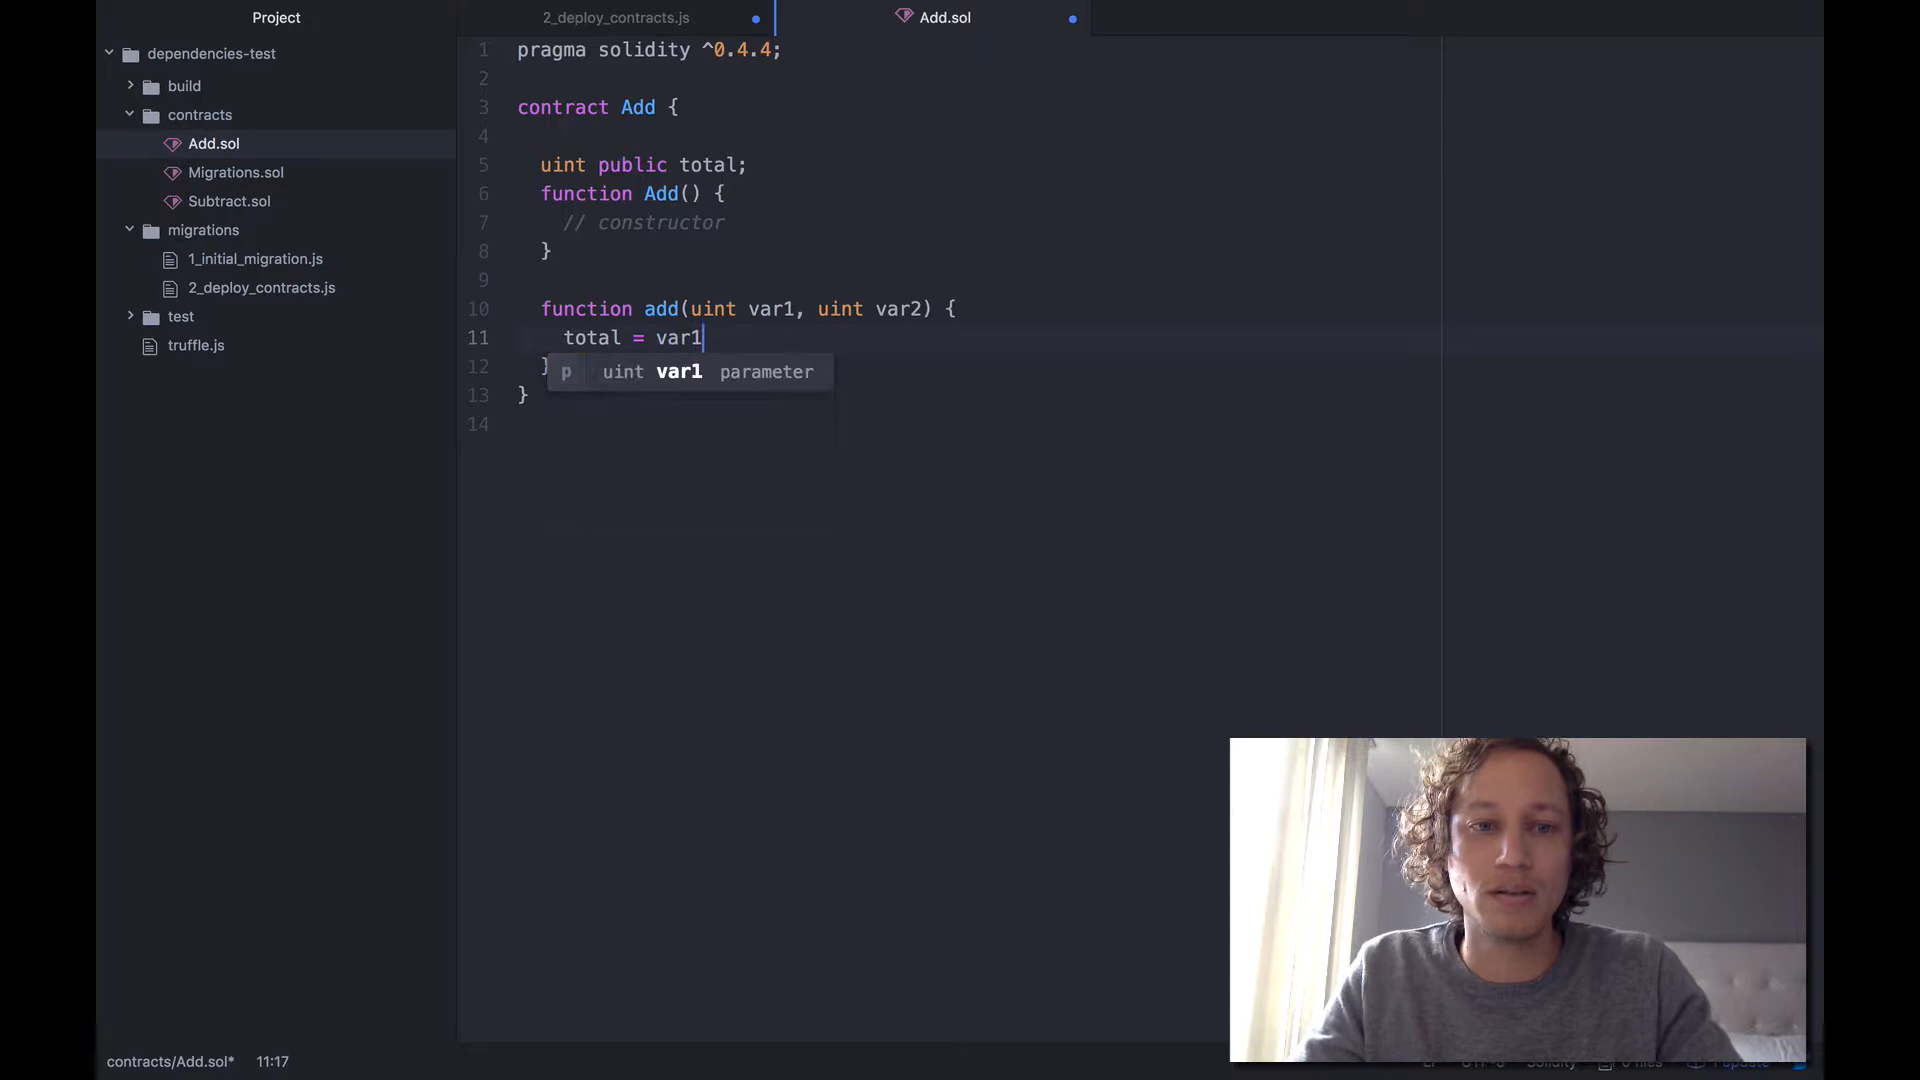 Project
2_deploy_contracts.js
Add.sol
dependencies-test
build
contracts
Add.sol
Migrations.sol
Subtract.sol
migrations
1_initial_migration.js
2_deploy_contracts.js
test
truffle.js
1 pragma solidity ^0.4.4;
2
3 contract Add {
4
5 uint public total;
6 function Add() {
7 // constructor
8 }
9
10 function add(uint var1, uint var2) {
11 total = var1
12 }
p uint var1 parameter
13 }
14
contracts/Add.sol* 11:17